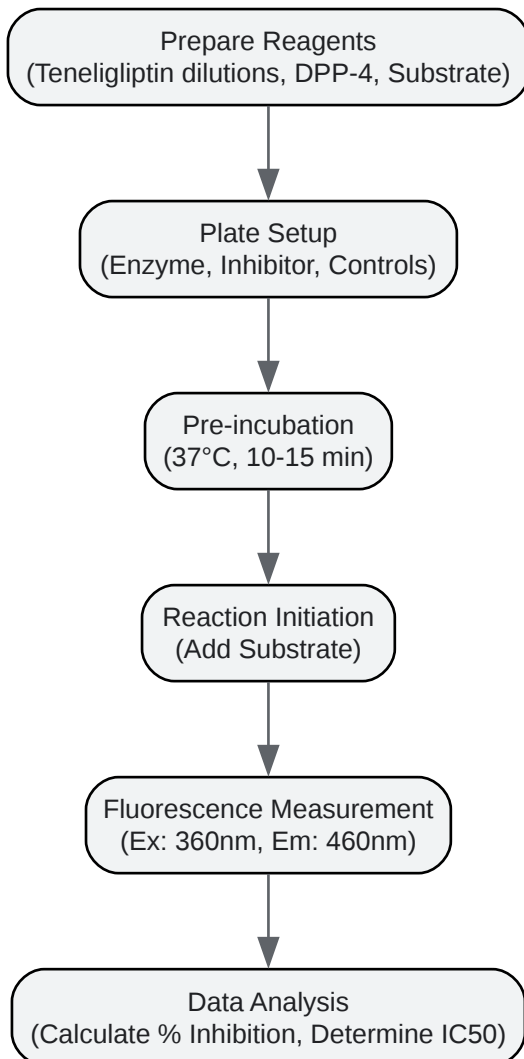 Prepare Reagents
(Teneligliptin dilutions, DPP-4, Substrate)
Plate Setup
(Enzyme, Inhibitor, Controls)
Pre-incubation
(37°C, 10-15 min)
Reaction Initiation
(Add Substrate)
Fluorescence Measurement
(Ex: 360nm, Em: 460nm)
Data Analysis
(Calculate % Inhibition, Determine IC50)